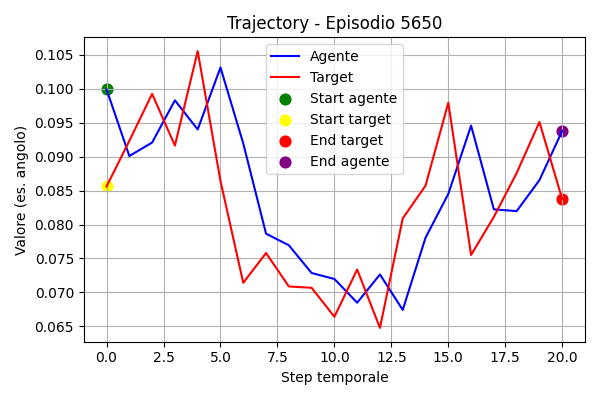 Trajectory - Episodio 5650
Agente
Target
Start agente
Start target
End target
End agente
Valore (es. angolo)
0.105
0.100
0.095
0.090
0.085
0.080
0.075
0.070
0.065
0.0
2.5
5.0
7.5
10.0
12.5
15.0
17.5
20.0
Step temporale